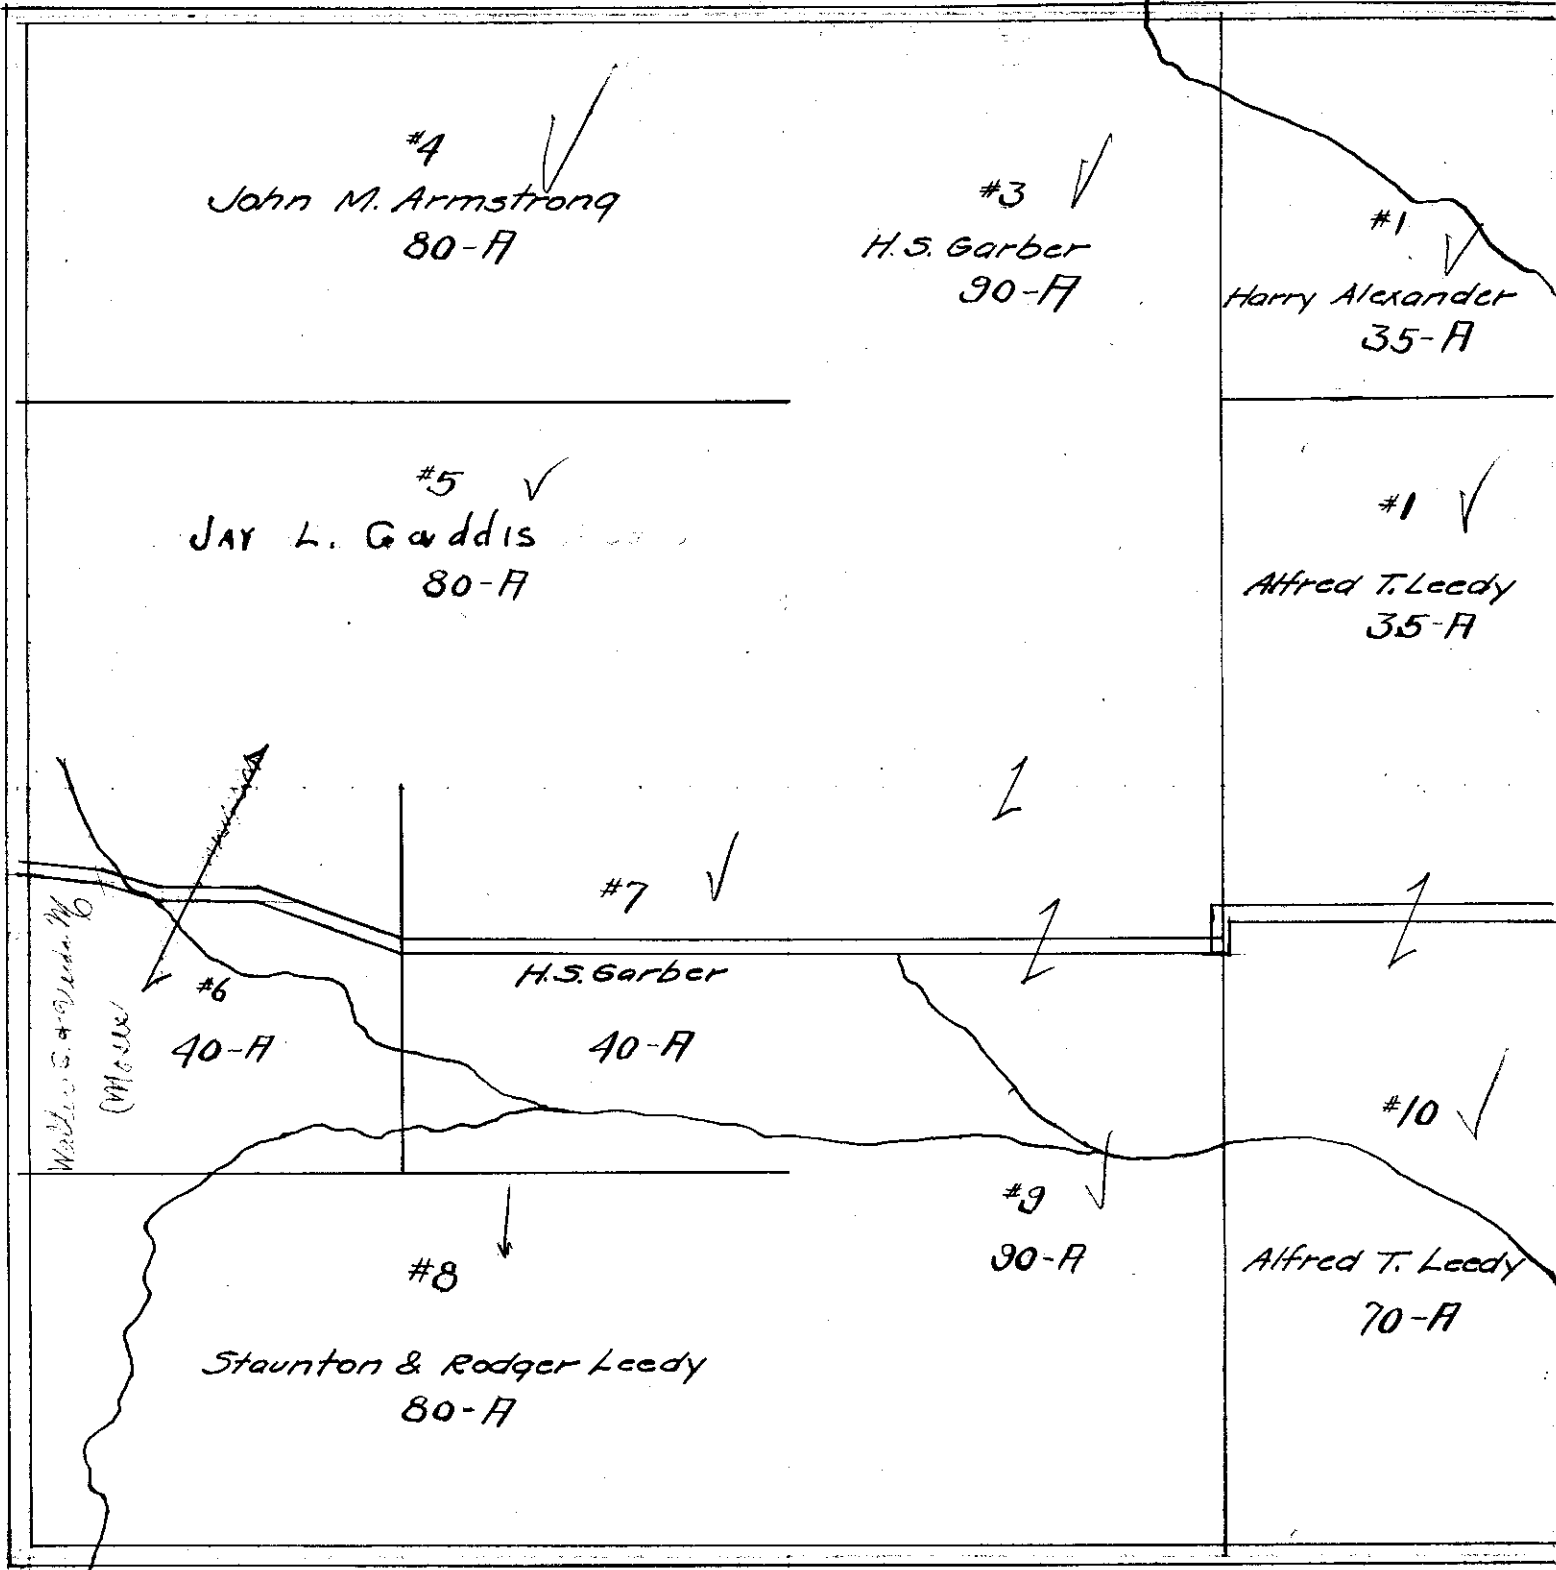 #4
John M. Armstrong
80-A
#3
H.S. Garber
90-A
#1
Harry Alexander
35-A
#5
JAY L. Gaddis
80-A
#1
Alfred T. Leedy
35-A
#7
H.S. Garber
40-A
#6
40-A
#10
Alfred T. Leedy
70-A
#9
90-A
#8
Staunton & Rodger Leedy
80-A